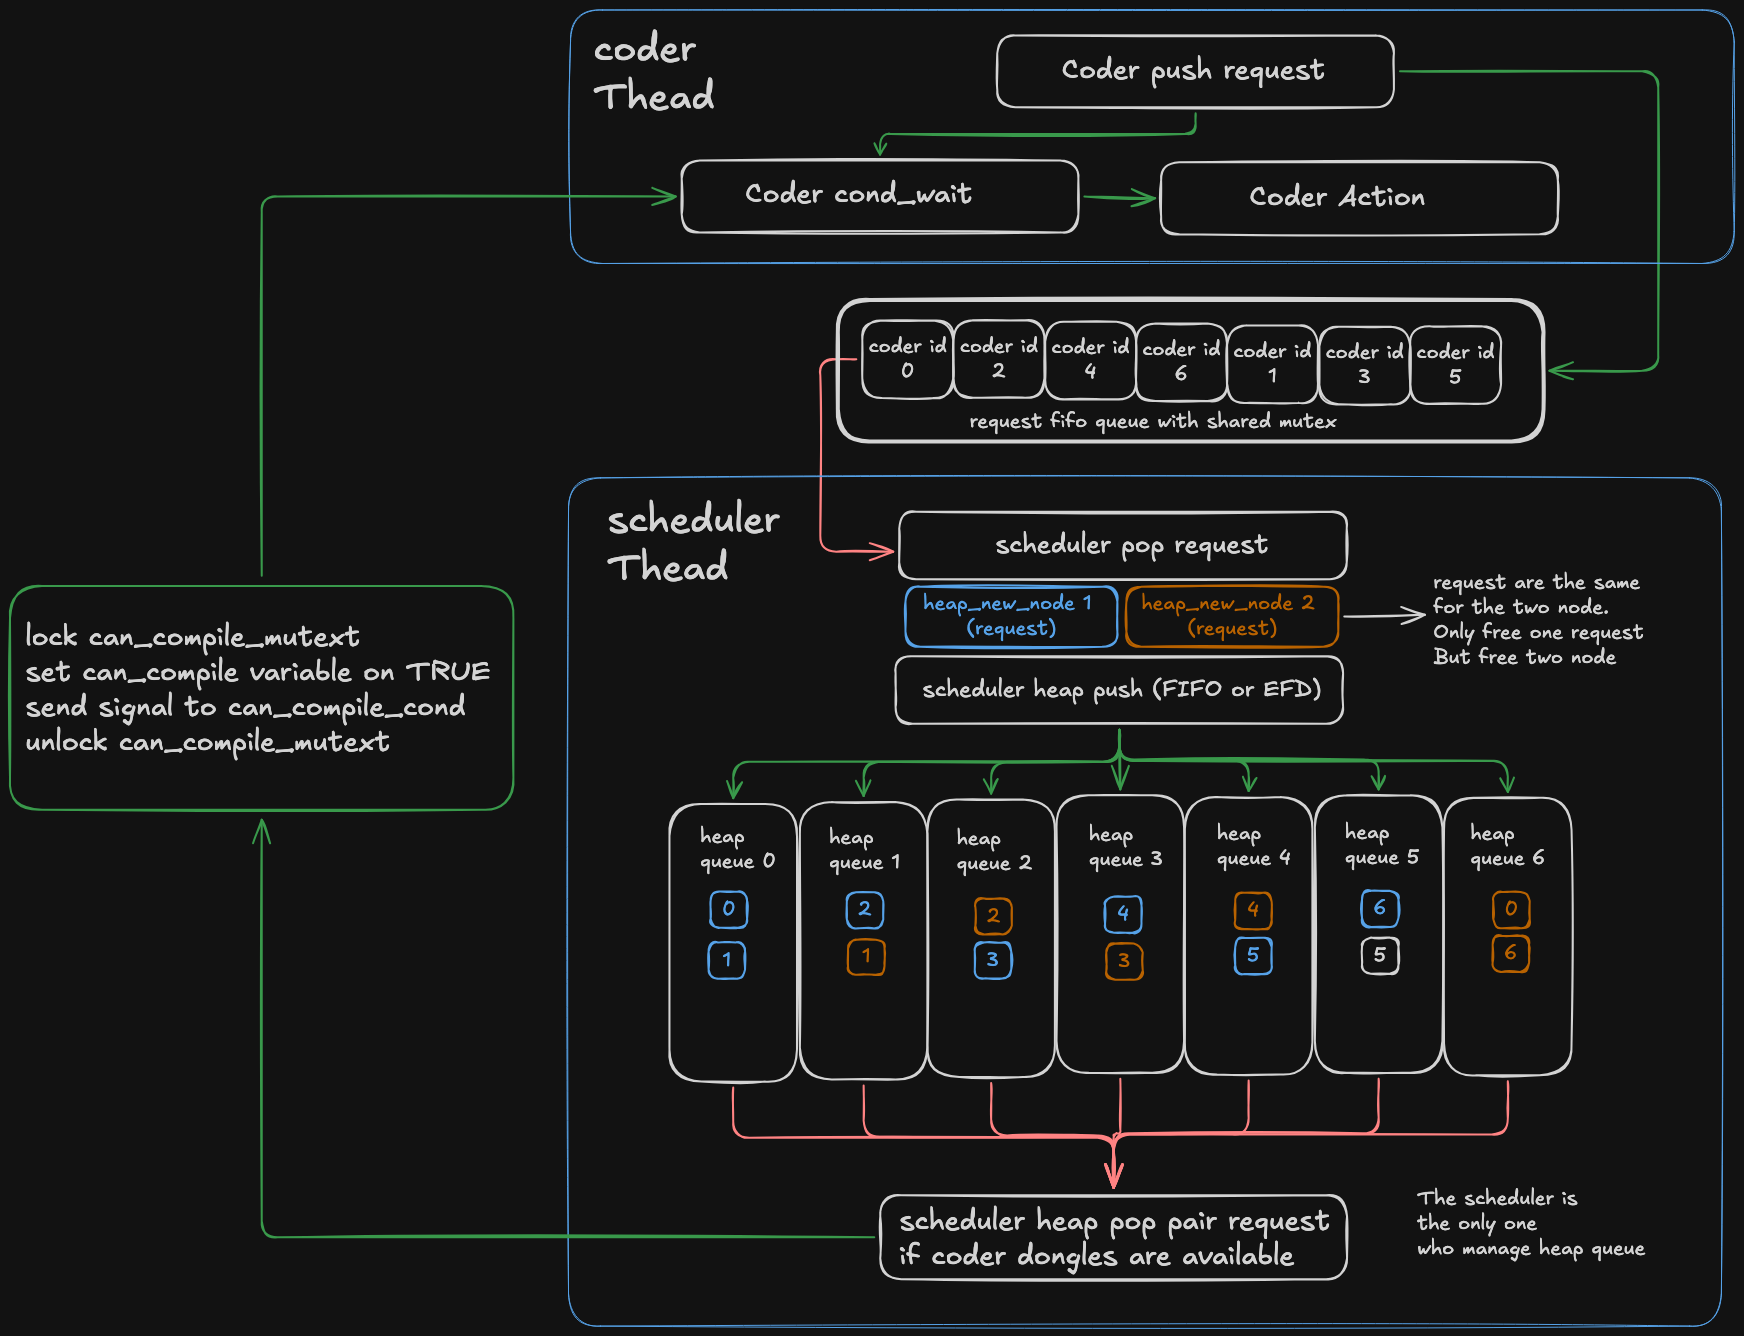 coder
Thead
Coder push request
Coder cond_wait
Coder Action
coder id
0
coder id
2
coder id
4
coder id
6
coder id
1
coder id
3
coder id
5
request fifo queue with shared mutex
scheduler
Thead
scheduler pop request
heap_new_node 1
(request)
heap_new_node 2
(request)
request are the same
for the two node.
Only free one request
But free two node
scheduler heap push (FIFO or EFD)
lock can_compile_mutext
set can_compile variable on TRUE
send signal to can_compile_cond
unlock can_compile_mutext
heap
queue 0
0
1
heap
queue 1
2
1
heap
queue 2
2
3
heap
queue 3
4
3
heap
queue 4
4
5
heap
queue 5
6
5
heap
queue 6
0
6
scheduler heap pop pair request
if coder dongles are available
The scheduler is
the only one
who manage heap queue